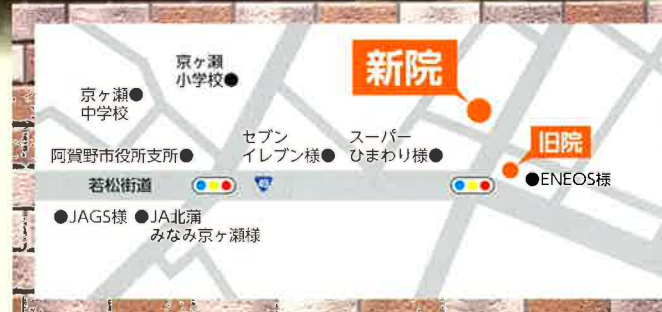 京ヶ瀬
小学校●
京ヶ瀬●
中学校
新院
セブン
イレブン様●
スーパー
ひまわり様●
旧院
阿賀野市役所支所●
●ENEOS様
若松街道
49
●JAGS様
●JA北蒲
みなみ京ヶ瀬様